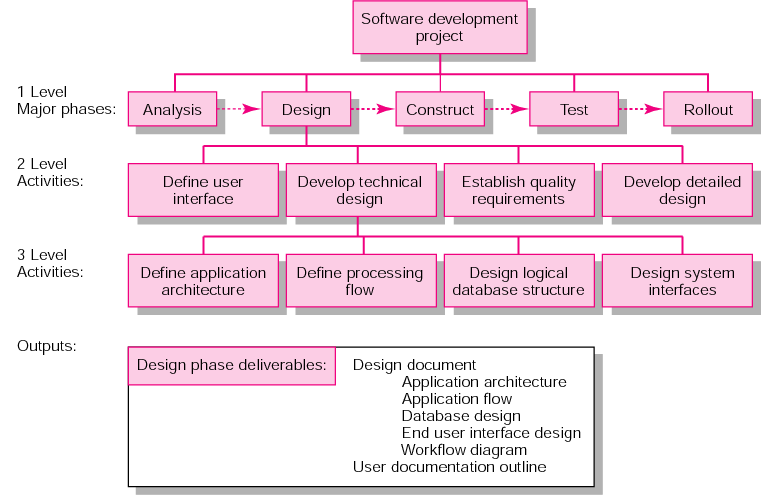 Software development
project
1 Level
Major phases:
Analysis
Design
Construct
Test
Rollout
2 Level
Activities:
Define user
interface
Develop technical
design
Establish quality
requirements
Develop detailed
design
3 Level
Activities:
Define application
architecture
Define processing
flow
Design logical
database structure
Design system
interfaces
Outputs:
Design phase deliverables:
Design document
Application architecture
Application flow
Database design
End user interface design
Workflow diagram
User documentation outline